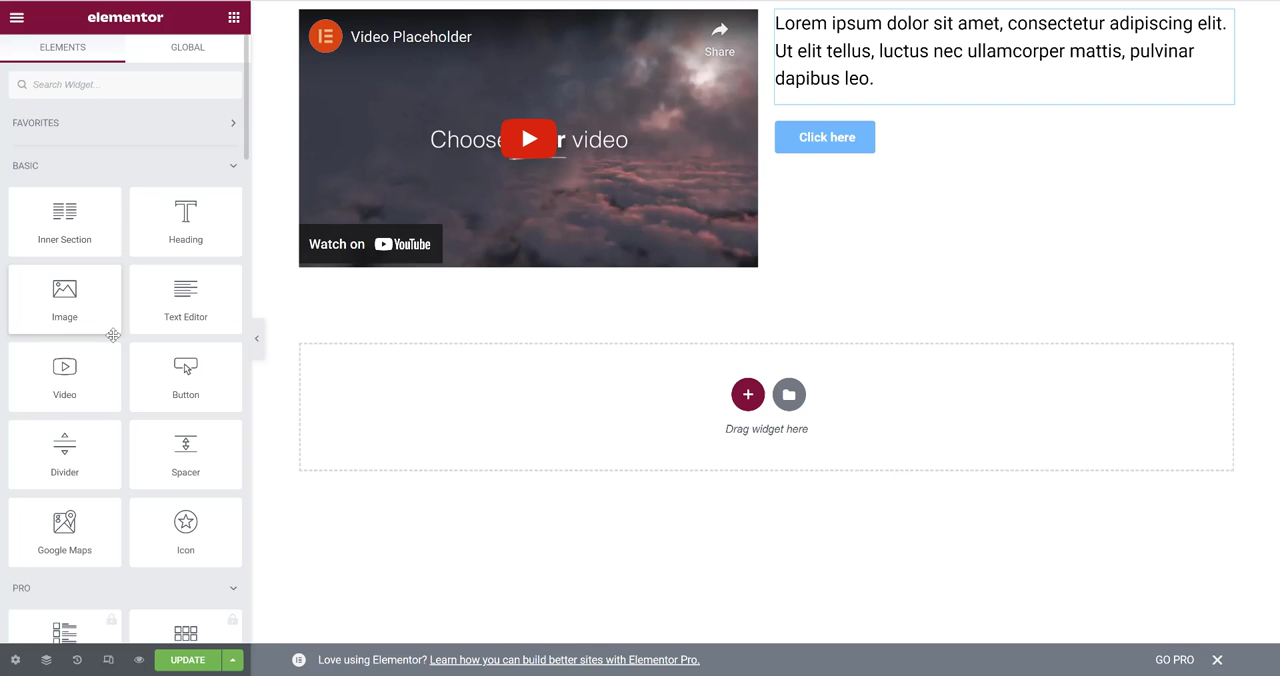 elementor
ELEMENTS
GLOBAL
Search Widget...
FAVORITES
BASIC
Inner Section
Heading
Image
Text Editor
Video
Button
Divider
Spacer
Google Maps
Icon
PRO
UPDATE
Video Placeholder
Share
video
Watch on YouTube
Lorem ipsum dolor sit amet, consectetur adipiscing elit.
Ut elit tellus, luctus nec ullamcorper mattis, pulvinar
dapibus leo.
Click here
Drag widget here
Love using Elementor? Learn how you can build better sites with Elementor Pro.
GO PRO